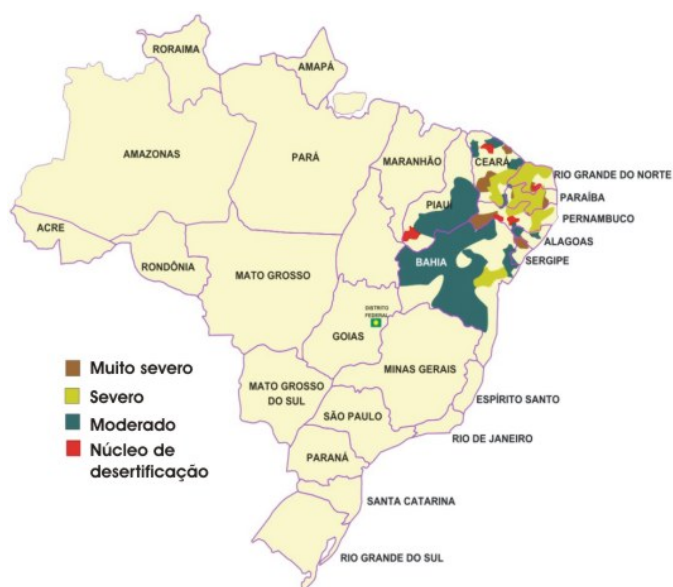 RORAIMA
AMAPÁ
AMAZONAS
PARÁ
MARANHÃO
CEARÁ
RIO GRANDE DO NORTE
PARAÍBA
PIAUÍ
PERNAMBUCO
ACRE
ALAGOAS
RONDÔNIA
BAHIA
SERGIPE
MATO GROSSO
DISTRITO
FEDERAL
GOIAS
MINAS GERAIS
MATO GROSSO
DO SUL
ESPÍRITO SANTO
SÃO PAULO
RIO DE JANEIRO
PARANÁ
SANTA CATARINA
RIO GRANDE DO SUL
Muito severo
Severo
Moderado
Núcleo de
desertificação